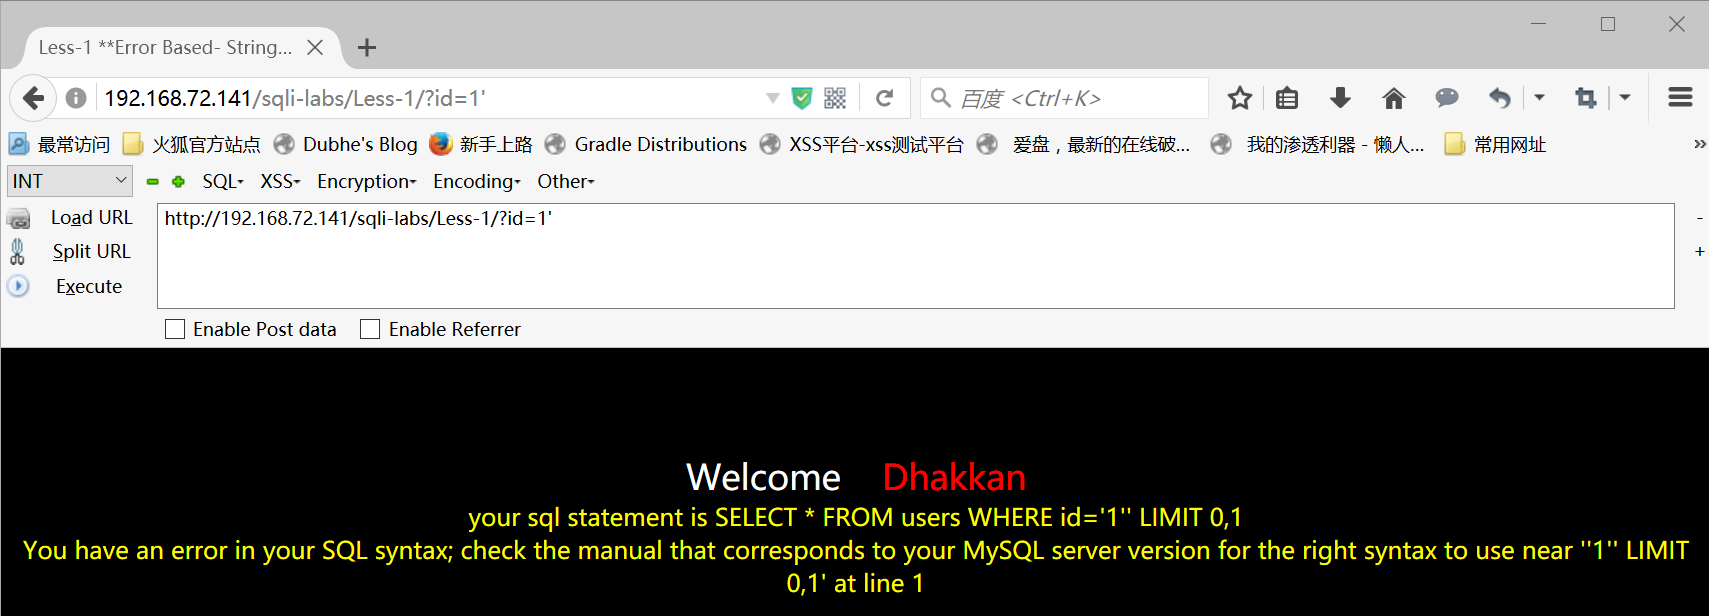 Less-1 **Error Based- String...
192.168.72.141/sqli-labs/Less-1/?id=1'
百度 <Ctrl+K>
最常访问 火狐官方站点 Dubhe's Blog 新手上路 Gradle Distributions XSS平台-xss测试平台 爱盘，最新的在线破... 我的渗透利器 - 懒人... 常用网址 »
INT SQL XSS Encryption Encoding Other
Load URL http://192.168.72.141/sqli-labs/Less-1/?id=1' -
Split URL +
Execute
Enable Post data Enable Referrer
Welcome Dhakkan
your sql statement is SELECT * FROM users WHERE id='1'' LIMIT 0,1
You have an error in your SQL syntax; check the manual that corresponds to your MySQL server version for the right syntax to use near ''1'' LIMIT
0,1' at line 1